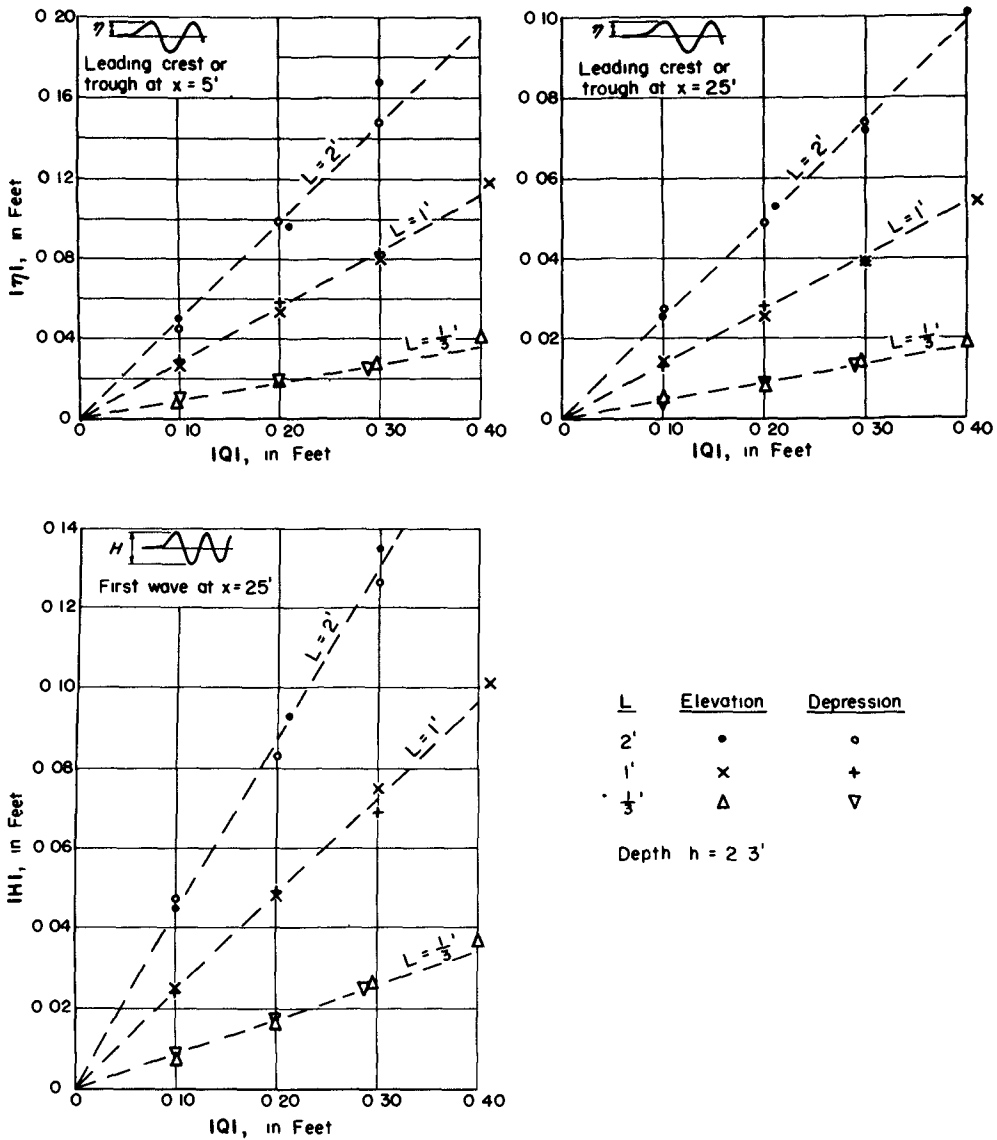 η
Leading crest or
trough at x = 5'
0 20
0 16
0 12
0 08
0 04
0
|η|, in Feet
L = 2'
L = 1'
L = 1/3'
0
0 10
0 20
0 30
0 40
|Q|, in Feet
η
Leading crest or
trough at x = 25'
0 10
0 08
0 06
0 04
0 02
0
L = 2'
L = 1'
L = 1/3'
0
0 10
0 20
0 30
0 40
|Q|, in Feet
H
First wave at x = 25'
0 14
0 12
0 10
0 08
0 06
0 04
0 02
0
|H|, in Feet
L = 2'
L = 1'
L = 1/3'
0
0 10
0 20
0 30
0 40
|Q|, in Feet
L Elevation Depression
2'
1'
1/3'
Depth h = 2 3'